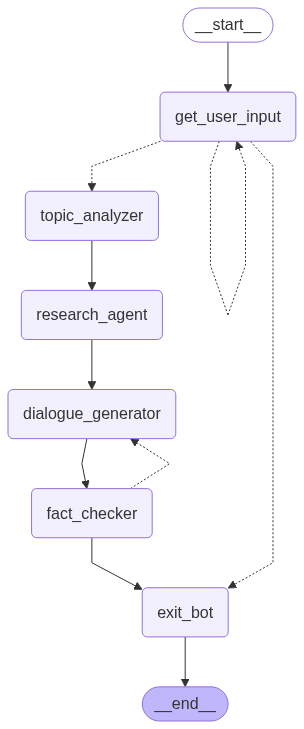 __start__
get_user_input
topic_analyzer
research_agent
dialogue_generator
fact_checker
exit_bot
__end__